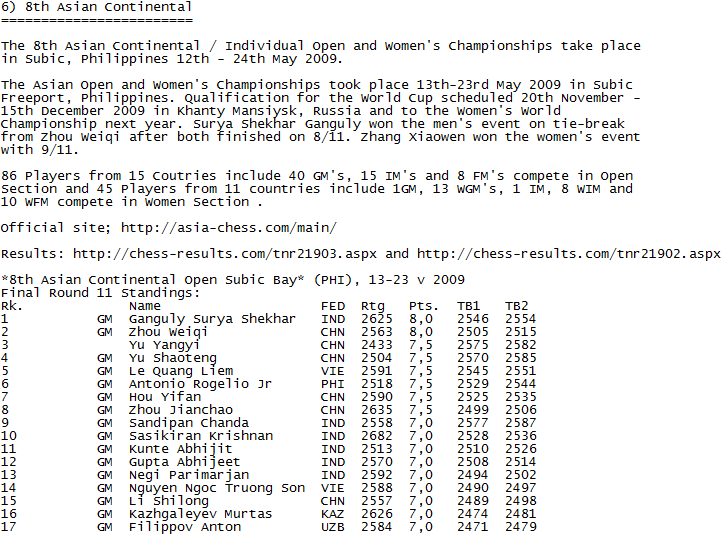 6) 8th Asian Continental
========================
The 8th Asian Continental / Individual Open and Women's Championships take place
in Subic, Philippines 12th - 24th May 2009.
The Asian Open and Women's Championships took place 13th-23rd May 2009 in Subic
Freeport, Philippines. Qualification for the World Cup scheduled 20th November -
15th December 2009 in Khanty Mansiysk, Russia and to the Women's World
Championship next year. Surya Shekhar Ganguly won the men's event on tie-break
from Zhou Weiqi after both finished on 8/11. Zhang Xiaowen won the women's event
with 9/11.
86 Players from 15 Coutries include 40 GM's, 15 IM's and 8 FM's compete in Open
Section and 45 Players from 11 countries include 1GM, 13 WGM's, 1 IM, 8 WIM and
10 WFM compete in Women Section .
Official site; http://asia-chess.com/main/
Results: http://chess-results.com/tnr21903.aspx and http://chess-results.com/tnr21902.aspx
*8th Asian Continental Open Subic Bay* (PHI), 13-23 v 2009
Final Round 11 Standings:
Rk. Name FED Rtg Pts. TB1 TB2
1 GM Ganguly Surya Shekhar IND 2625 8,0 2546 2554
2 GM Zhou Weiqi CHN 2563 8,0 2505 2515
3 Yu Yangyi CHN 2433 7,5 2575 2582
4 GM Yu Shaoteng CHN 2504 7,5 2570 2585
5 GM Le Quang Liem VIE 2591 7,5 2545 2551
6 GM Antonio Rogelio Jr PHI 2518 7,5 2529 2544
7 GM Hou Yifan CHN 2590 7,5 2525 2535
8 GM Zhou Jianchao CHN 2635 7,5 2499 2506
9 GM Sandipan Chanda IND 2558 7,0 2577 2587
10 GM Sasikiran Krishnan IND 2682 7,0 2528 2536
11 GM Kunte Abhijit IND 2513 7,0 2510 2526
12 GM Gupta Abhijeet IND 2570 7,0 2508 2514
13 GM Negi Parimarjan IND 2592 7,0 2494 2502
14 GM Nguyen Ngoc Truong Son VIE 2588 7,0 2490 2497
15 GM Li Shilong CHN 2557 7,0 2489 2498
16 GM Kazhgaleyev Murtas KAZ 2626 7,0 2474 2481
17 GM Filippov Anton UZB 2584 7,0 2471 2479